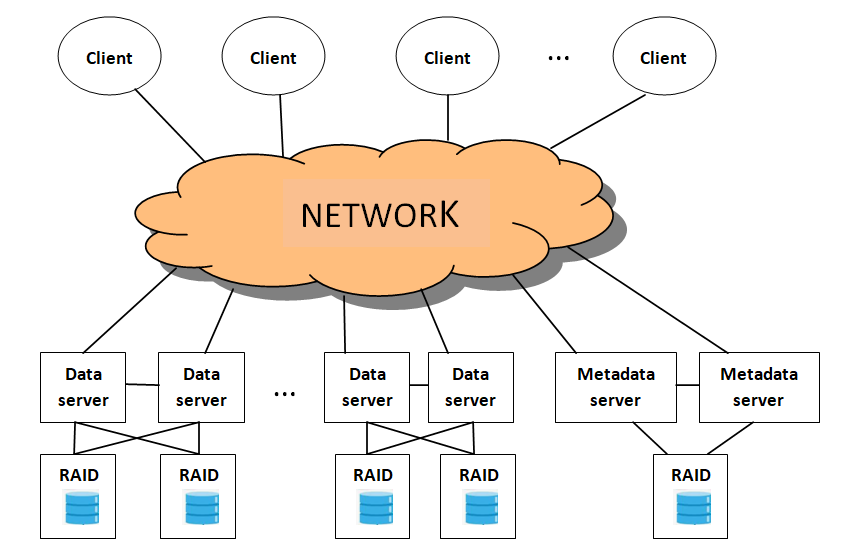 Client
Client
Client
...
Client
NETWORK
Data
server
Data
server
...
Data
server
Data
server
Metadata
server
Metadata
server
RAID
RAID
RAID
RAID
RAID